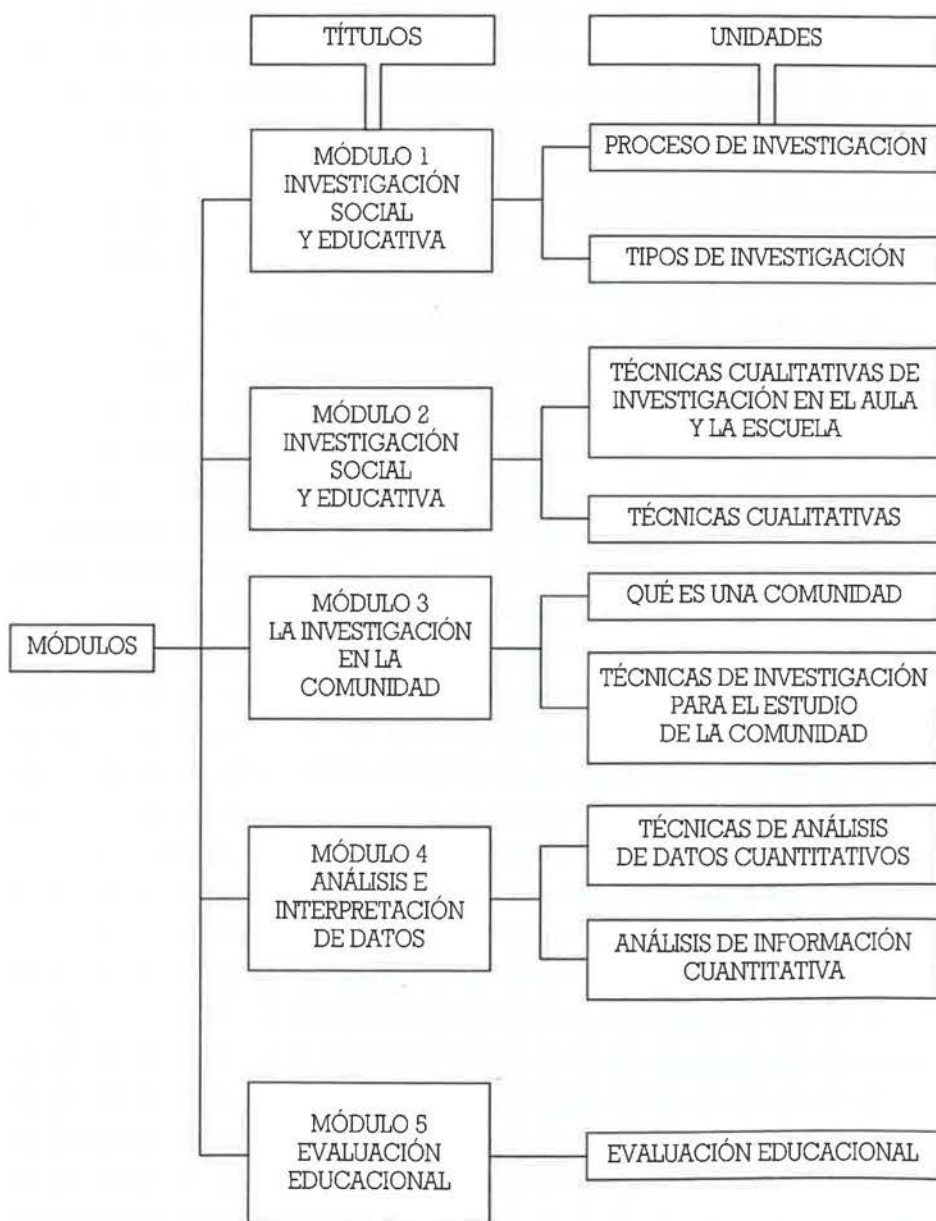 TÍTULOS
UNIDADES
MÓDULO 1
INVESTIGACIÓN
SOCIAL
Y EDUCATIVA
PROCESO DE INVESTIGACIÓN
TIPOS DE INVESTIGACIÓN
MÓDULO 2
INVESTIGACIÓN
SOCIAL
Y EDUCATIVA
TÉCNICAS CUALITATIVAS DE
INVESTIGACIÓN EN EL AULA
Y LA ESCUELA
TÉCNICAS CUALITATIVAS
MÓDULOS
MÓDULO 3
LA INVESTIGACIÓN
EN LA
COMUNIDAD
QUÉ ES UNA COMUNIDAD
TÉCNICAS DE INVESTIGACIÓN
PARA EL ESTUDIO
DE LA COMUNIDAD
MÓDULO 4
ANÁLISIS E
INTERPRETACIÓN
DE DATOS
TÉCNICAS DE ANÁLISIS
DE DATOS CUANTITATIVOS
ANÁLISIS DE INFORMACIÓN
CUANTITATIVA
MÓDULO 5
EVALUACIÓN
EDUCACIONAL
EVALUACIÓN EDUCACIONAL